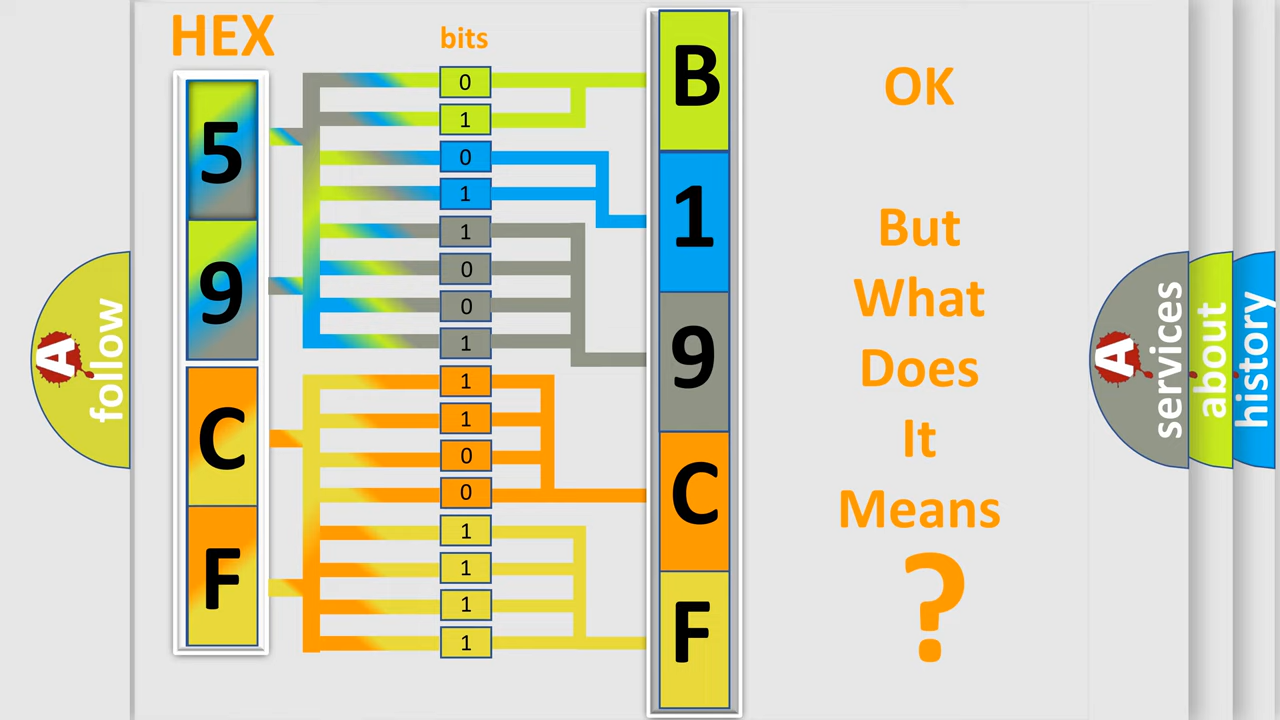 HEX
bits
5
9
C
F
0
1
0
1
1
0
0
1
1
1
0
0
1
1
1
1
B
1
9
C
F
OK
But
What
Does
It
Means
?
A
follow
A
services
about
history